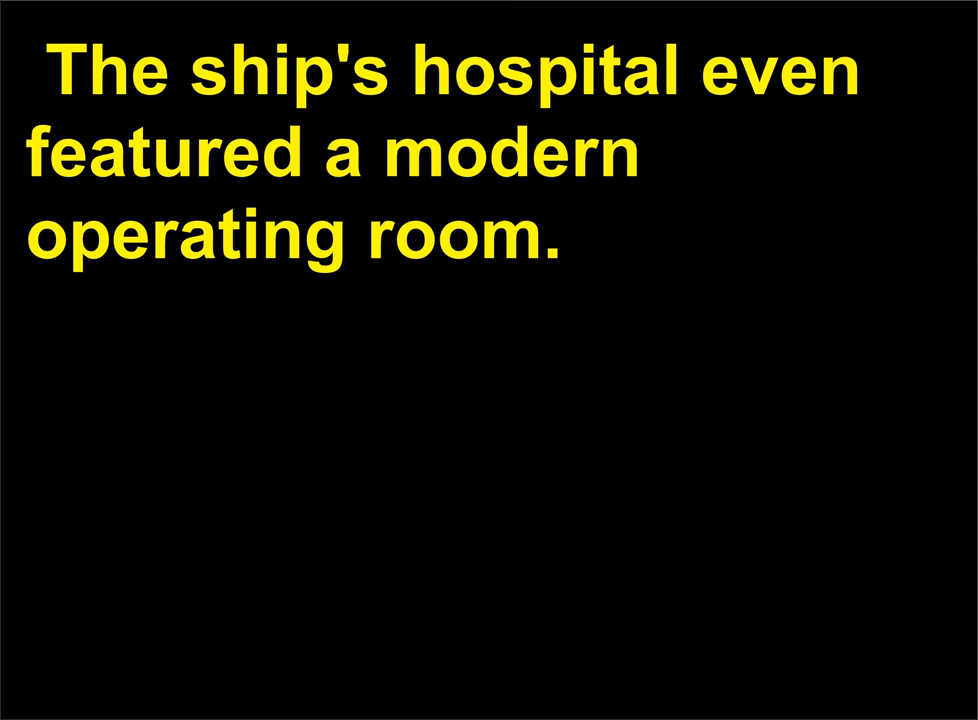 The ship's hospital even
featured a modern
operating room.